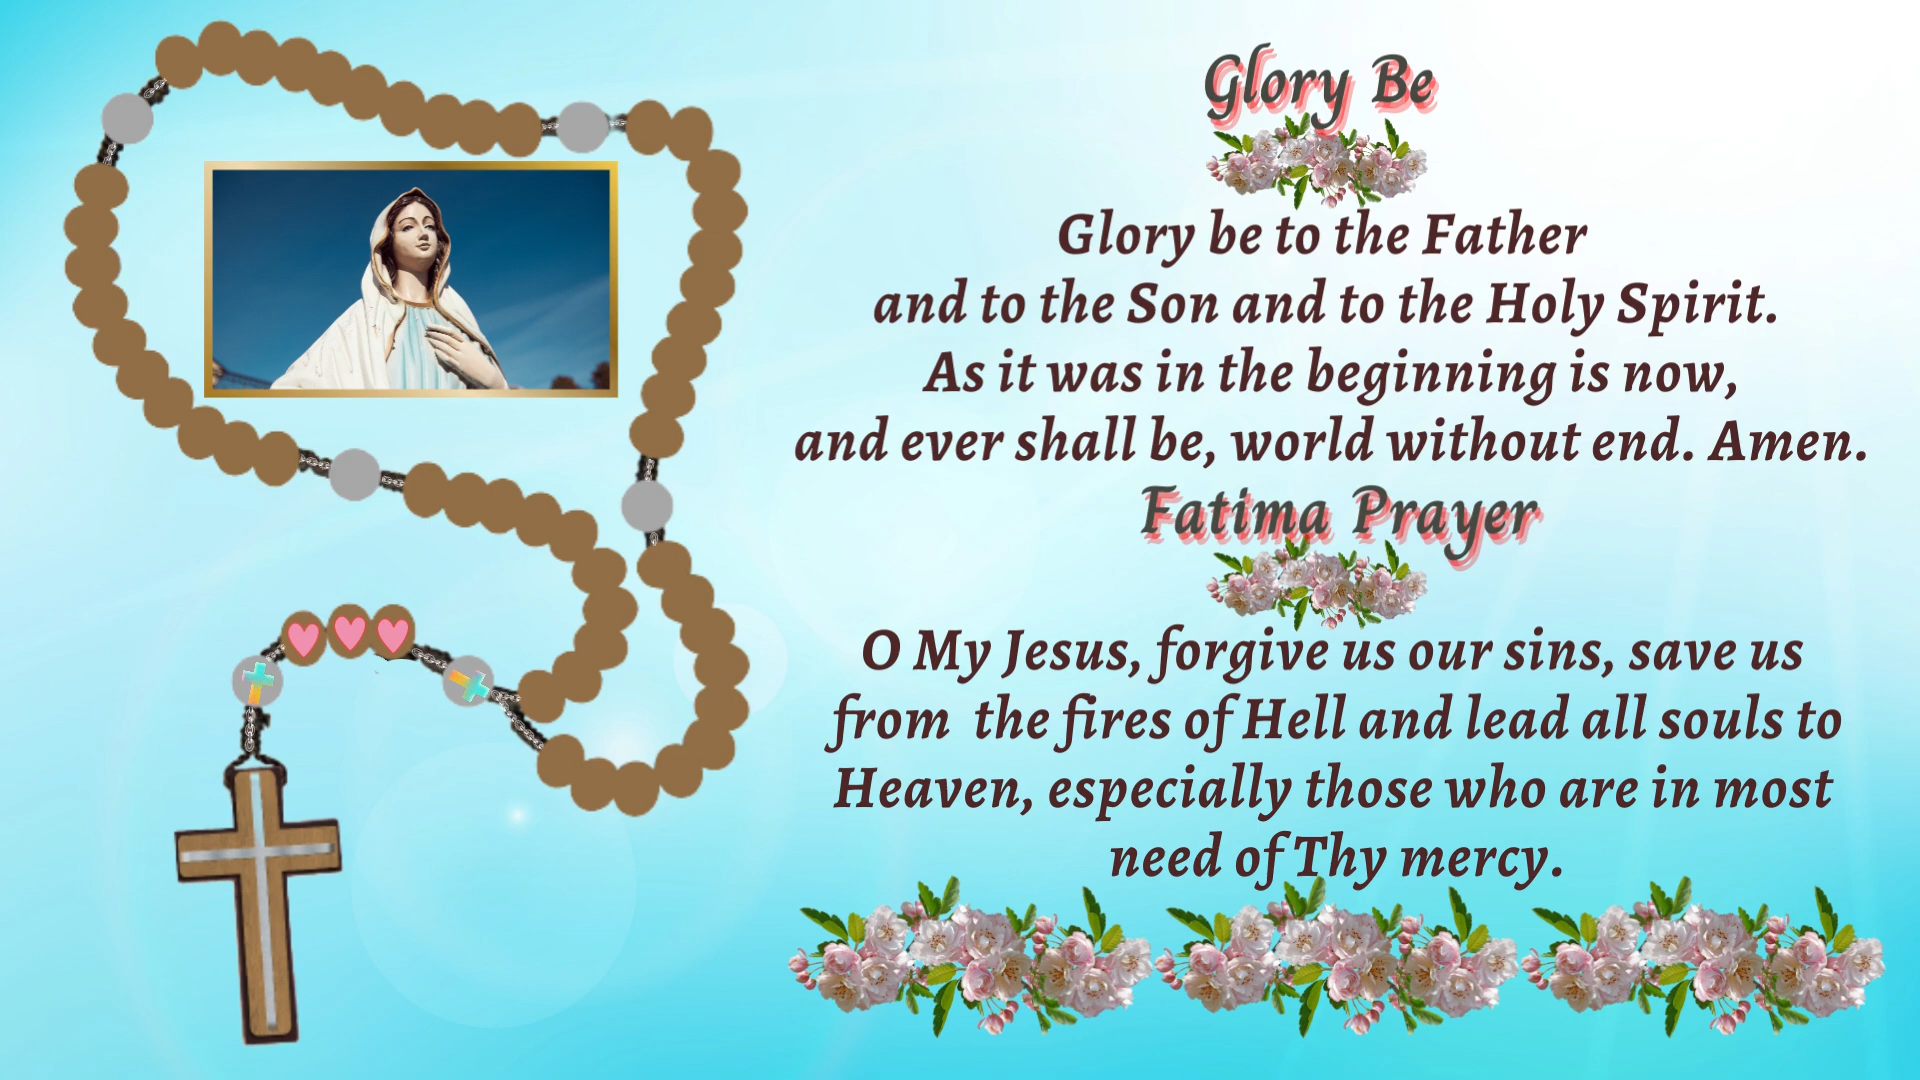 Glory Be
Glory be to the Father
and to the Son and to the Holy Spirit.
As it was in the beginning is now,
and ever shall be, world without end. Amen.
Fatima Prayer
O My Jesus, forgive us our sins, save us
from the fires of Hell and lead all souls to
Heaven, especially those who are in most
need of Thy mercy.